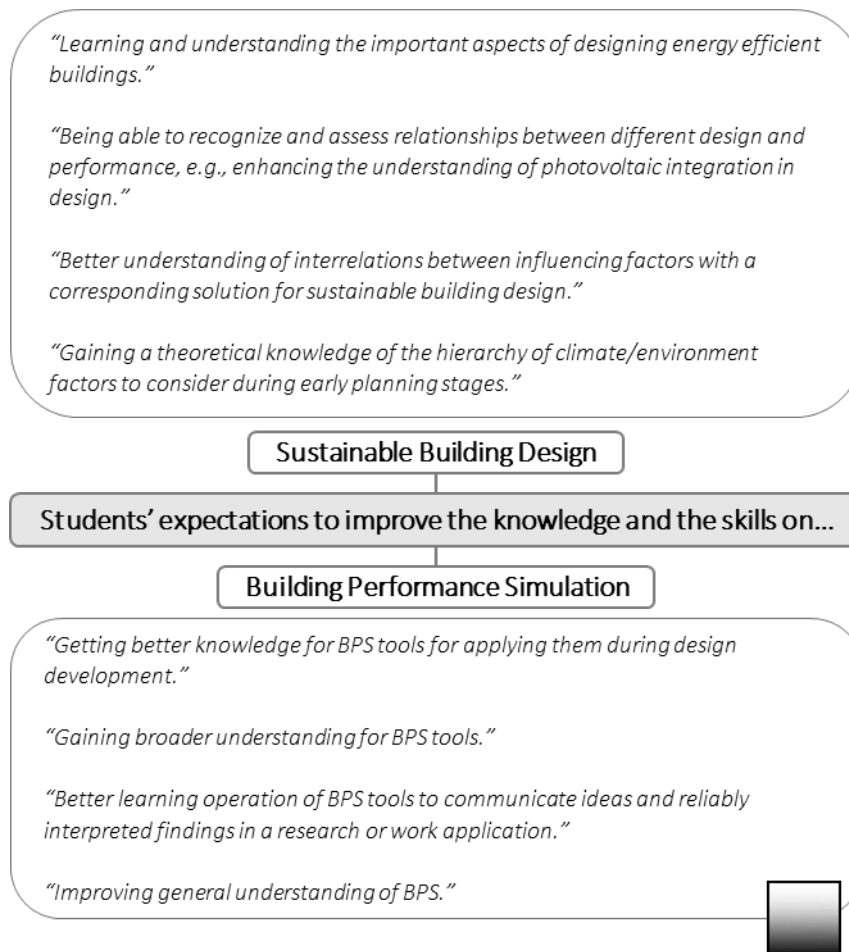 “Learning and understanding the important aspects of designing energy efficient
buildings.”
“Being able to recognize and assess relationships between different design and
performance, e.g., enhancing the understanding of photovoltaic integration in
design.”
“Better understanding of interrelations between influencing factors with a
corresponding solution for sustainable building design.”
“Gaining a theoretical knowledge of the hierarchy of climate/environment
factors to consider during early planning stages.”
Sustainable Building Design
Students’ expectations to improve the knowledge and the skills on...
Building Performance Simulation
“Getting better knowledge for BPS tools for applying them during design
development.”
“Gaining broader understanding for BPS tools.”
“Better learning operation of BPS tools to communicate ideas and reliably
interpreted findings in a research or work application.”
“Improving general understanding of BPS.”